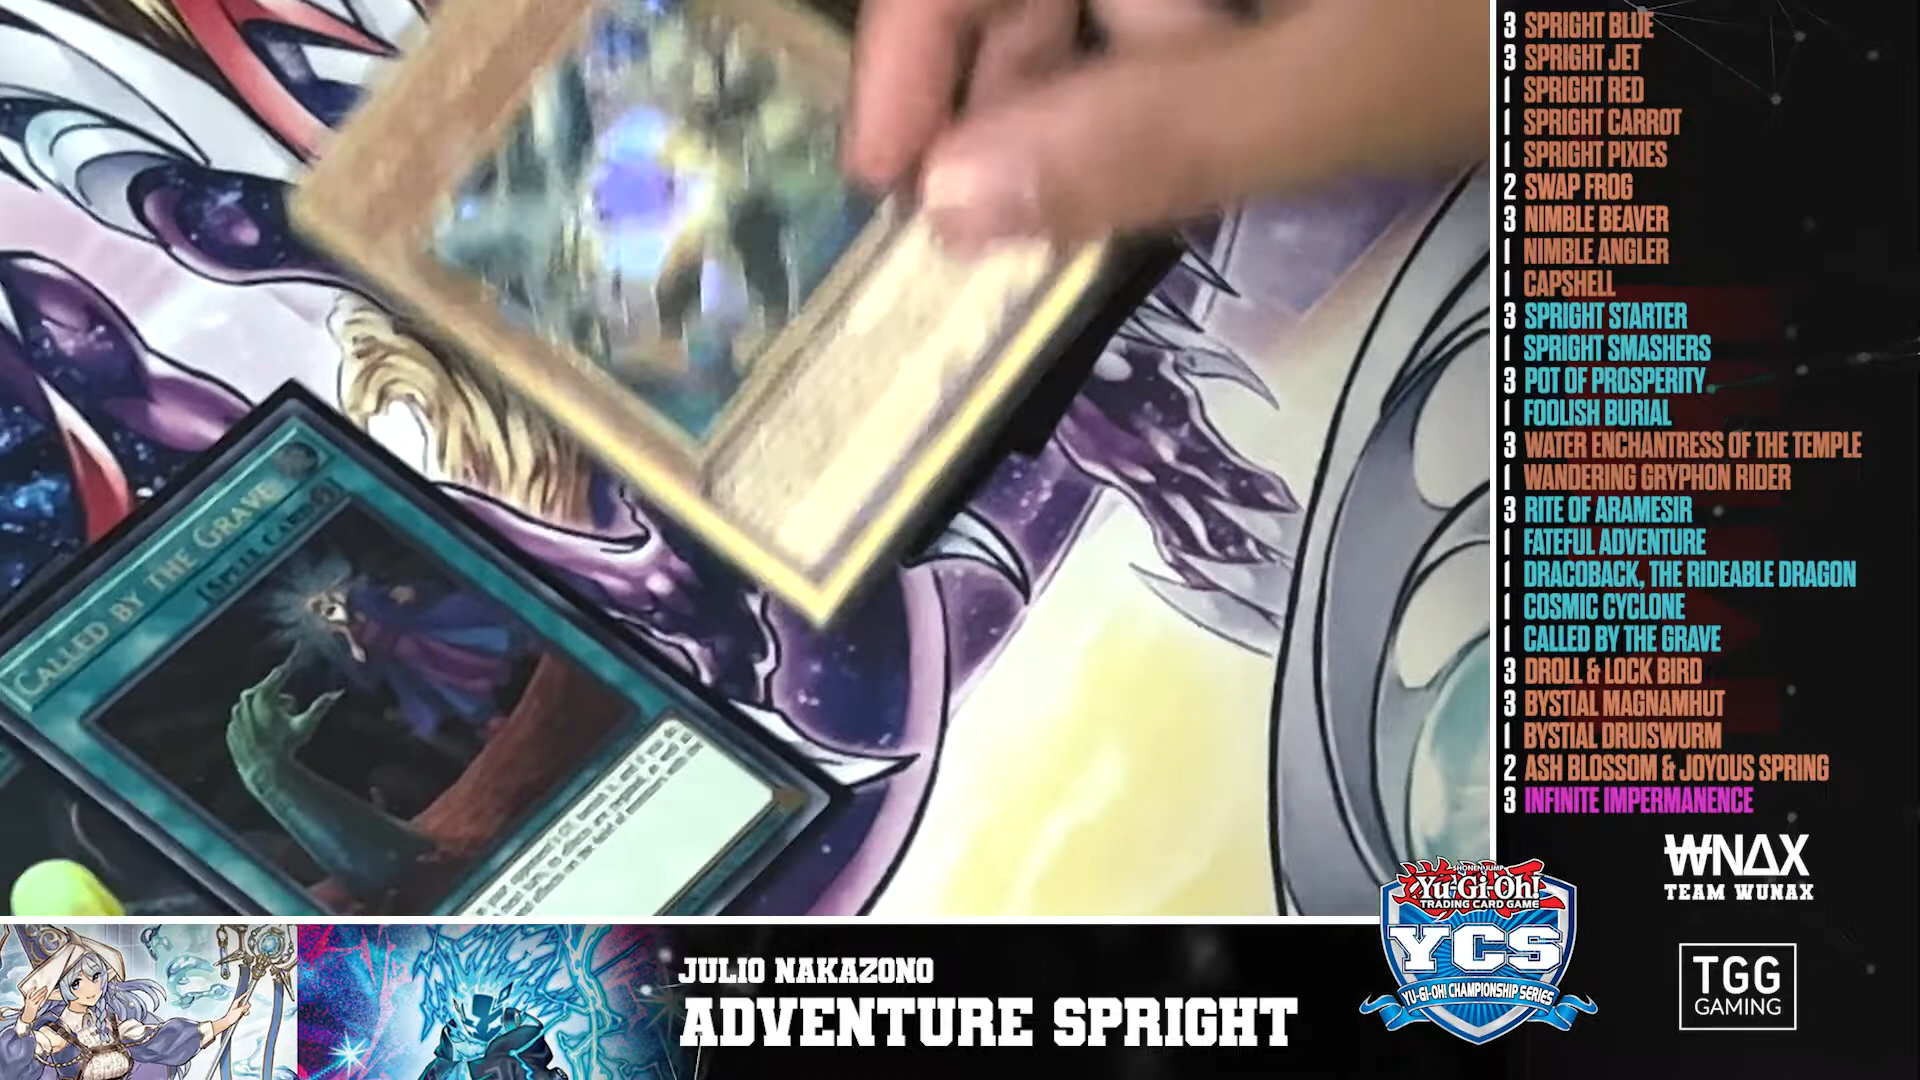 CALLED BY THE GRAVE
[SPELL CARD]
3 SPRIGHT BLUE
3 SPRIGHT JET
1 SPRIGHT RED
1 SPRIGHT CARROT
1 SPRIGHT PIXIES
2 SWAP FROG
3 NIMBLE BEAVER
1 NIMBLE ANGLER
1 CAPSHELL
3 SPRIGHT STARTER
1 SPRIGHT SMASHERS
3 POT OF PROSPERITY
1 FOOLISH BURIAL
3 WATER ENCHANTRESS OF THE TEMPLE
1 WANDERING GRYPHON RIDER
3 RITE OF ARAMESIR
1 FATEFUL ADVENTURE
1 DRACOBACK, THE RIDEABLE DRAGON
1 COSMIC CYCLONE
1 CALLED BY THE GRAVE
3 DROLL & LOCK BIRD
3 BYSTIAL MAGNAMHUT
1 BYSTIAL DRUISWURM
2 ASH BLOSSOM & JOYOUS SPRING
3 INFINITE IMPERMANENCE
WNAX
TEAM WUNAX
TGG
GAMING
SHONEN JUMP
Yu-Gi-Oh!
TRADING CARD GAME
YCS
YU-GI-OH! CHAMPIONSHIP SERIES
JULIO NAKAZONO
ADVENTURE SPRIGHT